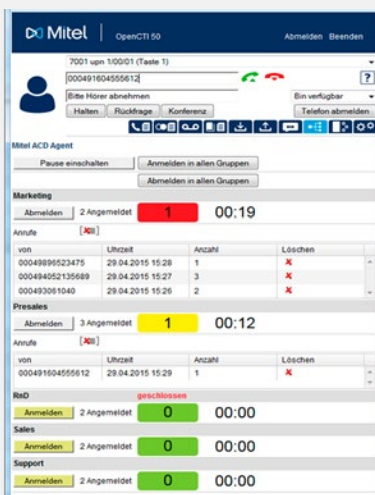 Mitel OpenCTI 50 Abmelden Beenden
7001 upn 1/00/01 (Taste 1)
000491604555612
?
Bitte Hörer abnehmen Bin verfügbar
Halten Rückfrage Konferenz Telefon abmelden
Mitel ACD Agent
Pause einschalten Anmelden in allen Gruppen
Abmelden in allen Gruppen
Marketing
Abmelden 2 Angemeldet 1 00:19
Anrufe
von Uhrzeit Anzahl Löschen
00049896523475 29.04.2015 15:28 1
000494052135689 29.04.2015 15:27 3
000493061040 29.04.2015 15:26 2
Presales
Abmelden 3 Angemeldet 1 00:12
Anrufe
von Uhrzeit Anzahl Löschen
000491604555612 29.04.2015 15:29 1
RnD geschlossen
Anmelden 2 Angemeldet 0 00:00
Sales
Anmelden 2 Angemeldet 0 00:00
Support
Anmelden 2 Angemeldet 0 00:00